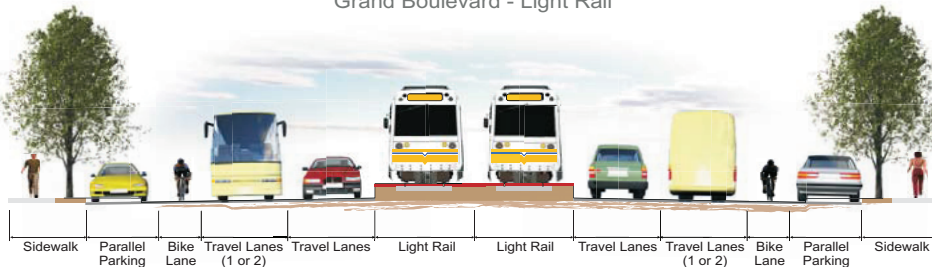 Grand Boulevard - Light Rail
Sidewalk
Parallel
Parking
Bike
Lane
Travel Lanes
(1 or 2)
Travel Lanes
Light Rail
Light Rail
Travel Lanes
Travel Lanes
(1 or 2)
Bike
Lane
Parallel
Parking
Sidewalk